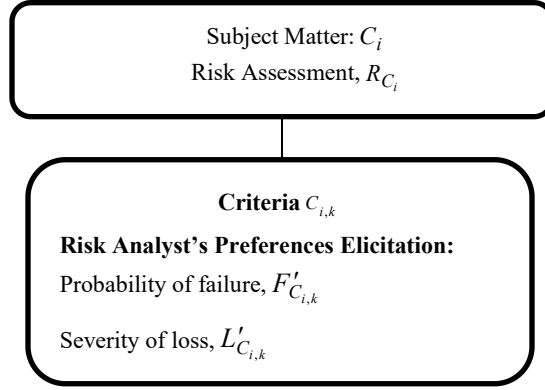 Subject Matter: C_i
Risk Assessment, R_{C_i}
Criteria C_{i,k}
Risk Analyst's Preferences Elicitation:
Probability of failure, F'_{C_{i,k}}
Severity of loss, L'_{C_{i,k}}